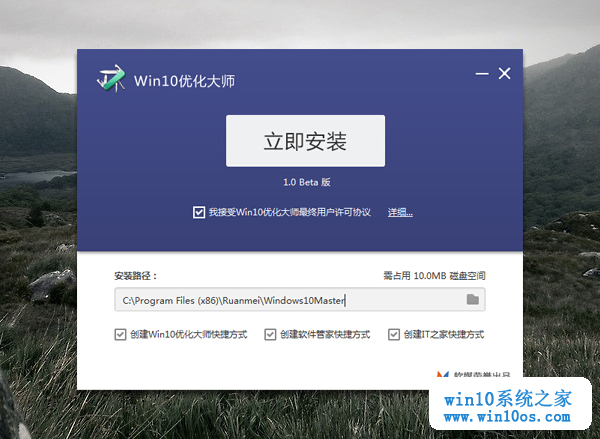 Win10优化大师
立即安装
1.0 Beta 版
我接受Win10优化大师最终用户许可协议 详细...
安装路径： 需占用 10.0MB 磁盘空间
C:\Program Files (x86)\Ruanmei\Windows10Master
创建Win10优化大师快捷方式 创建软件管家快捷方式 创建IT之家快捷方式
软媒荣誉出品
win10系统之家
www.win10os.com